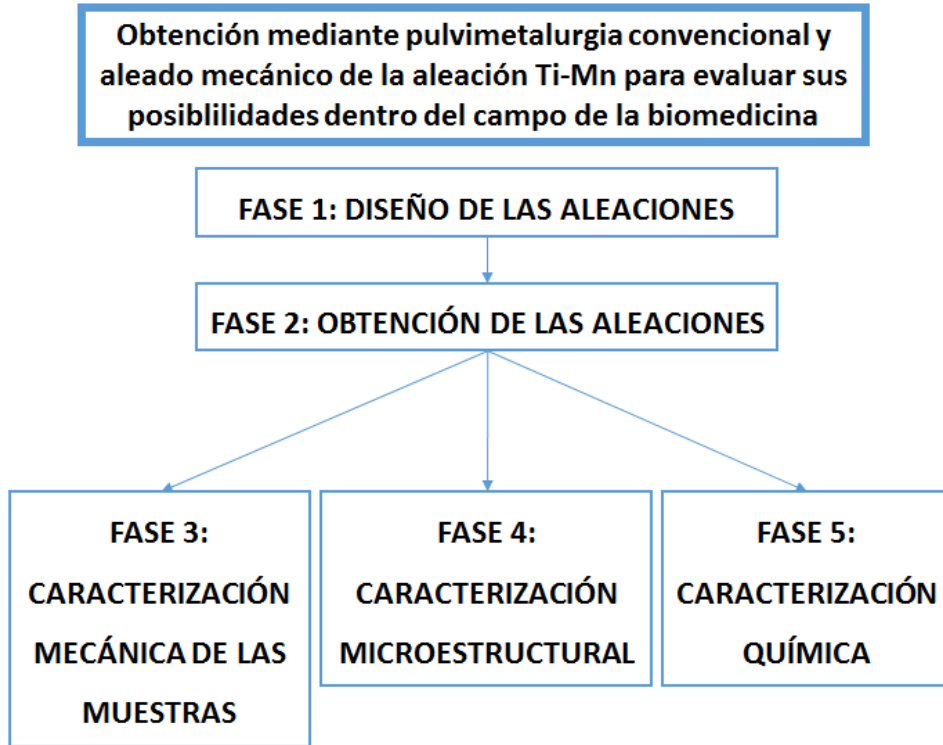 Obtención mediante pulvimetalurgia convencional y
aleado mecánico de la aleación Ti-Mn para evaluar sus
posiblilidades dentro del campo de la biomedicina
FASE 1: DISEÑO DE LAS ALEACIONES
FASE 2: OBTENCIÓN DE LAS ALEACIONES
FASE 3:
CARACTERIZACIÓN
MECÁNICA DE LAS
MUESTRAS
FASE 4:
CARACTERIZACIÓN
MICROESTRUCTURAL
FASE 5:
CARACTERIZACIÓN
QUÍMICA